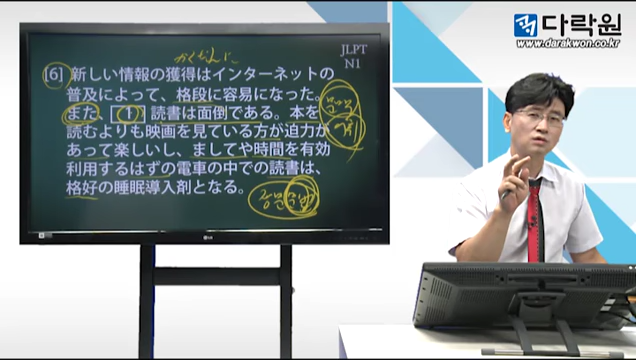 다락원
www.darakwon.co.kr
かくだんに
JLPT
N1
[6] 新しい情報の獲得はインターネットの
普及によって、格段に容易になった。
また、[(1)]読書は面倒である。本を
読むよりも映画を見ている方が迫力が
あって楽しいし、ましてや時間を有効
利用するはずの電車の中での読書は、
格好の睡眠導入剤となる。